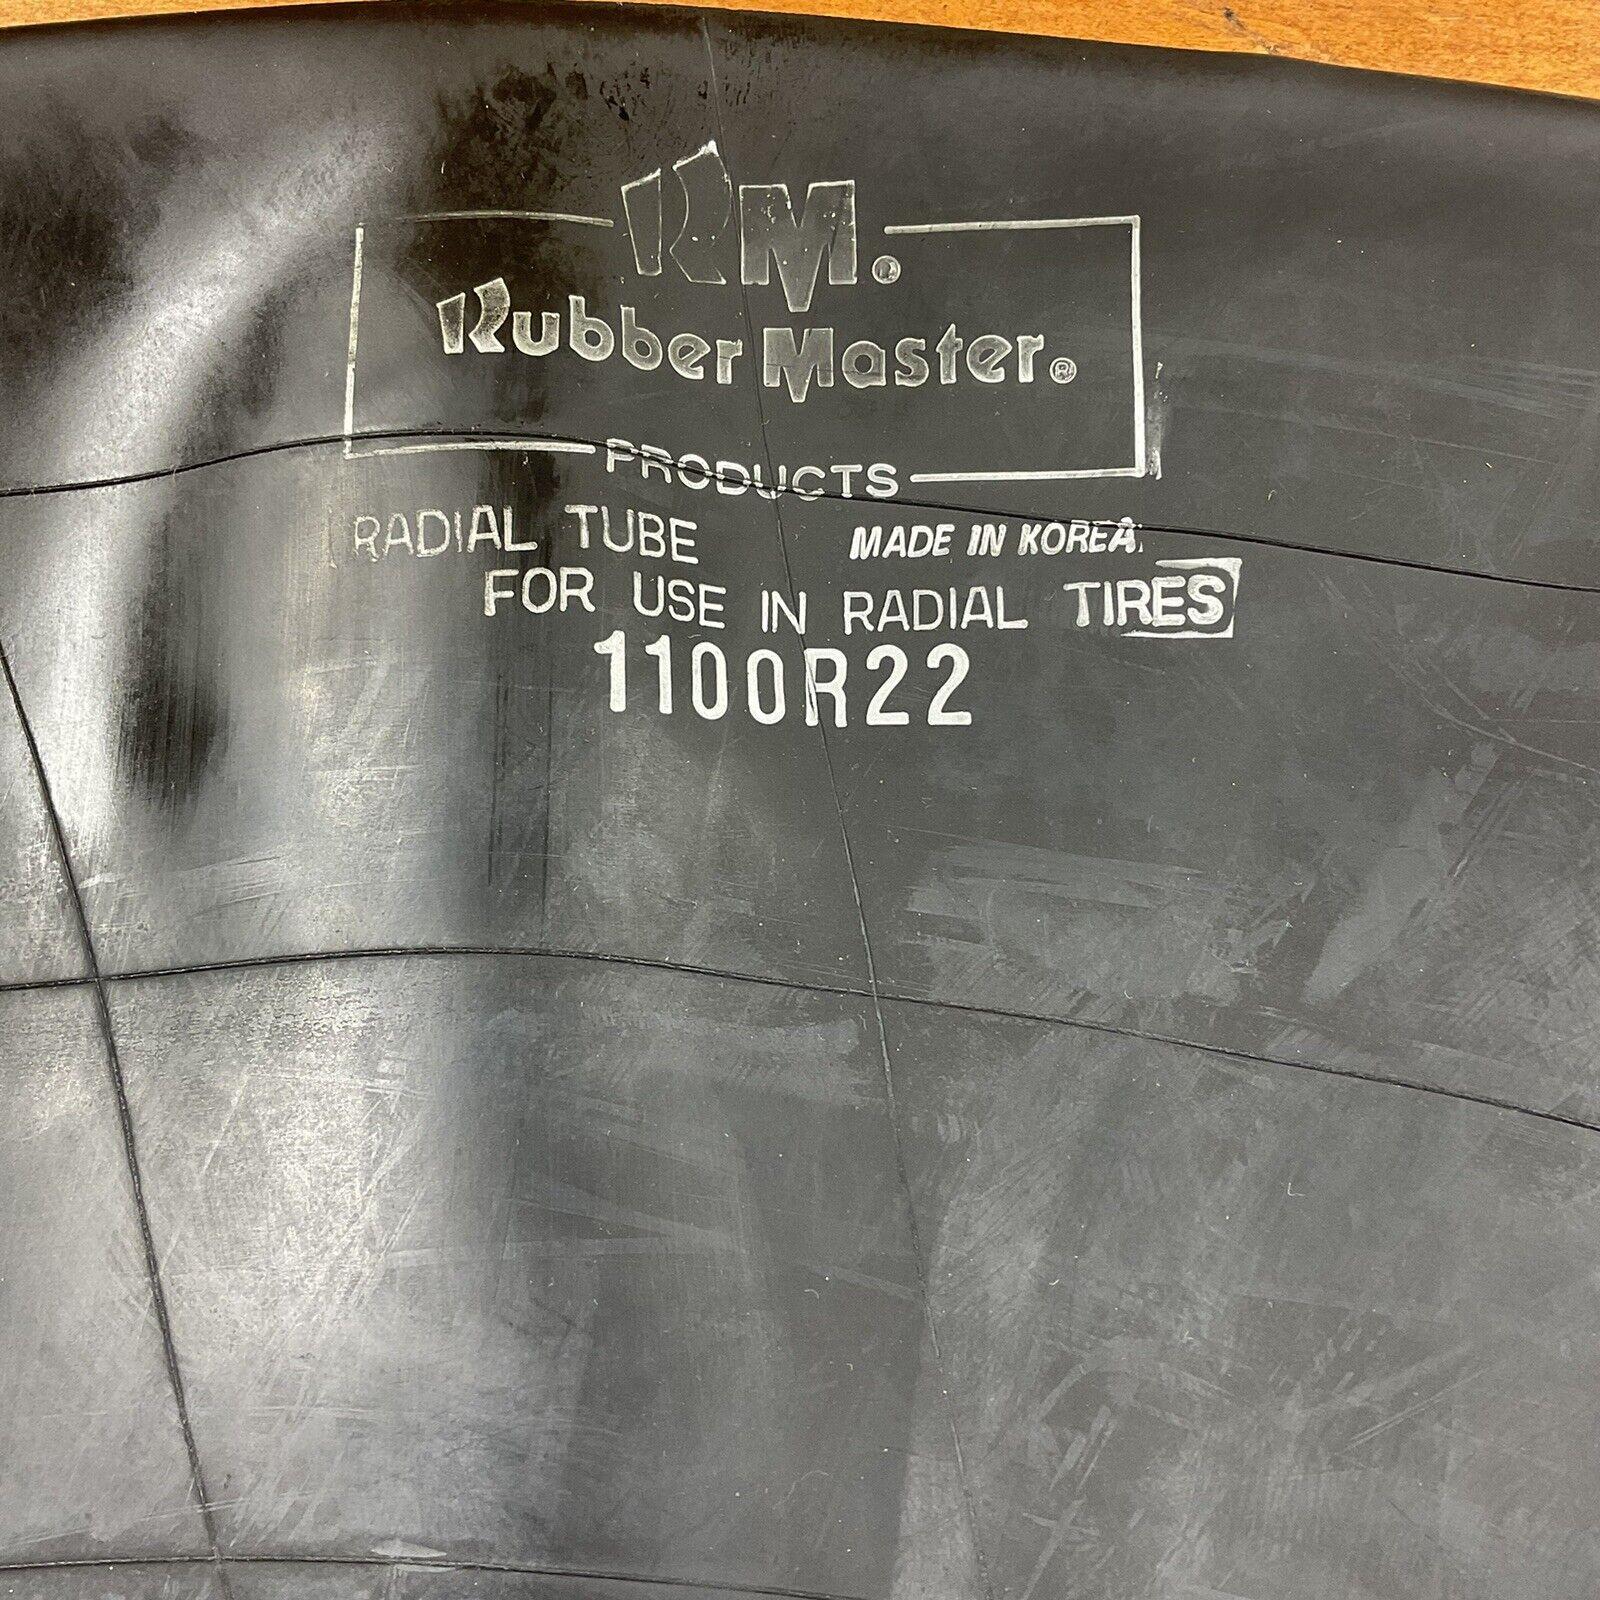 RM®
Rubber Master®
PRODUCTS
RADIAL TUBE MADE IN KOREA
FOR USE IN RADIAL TIRES
1100R22